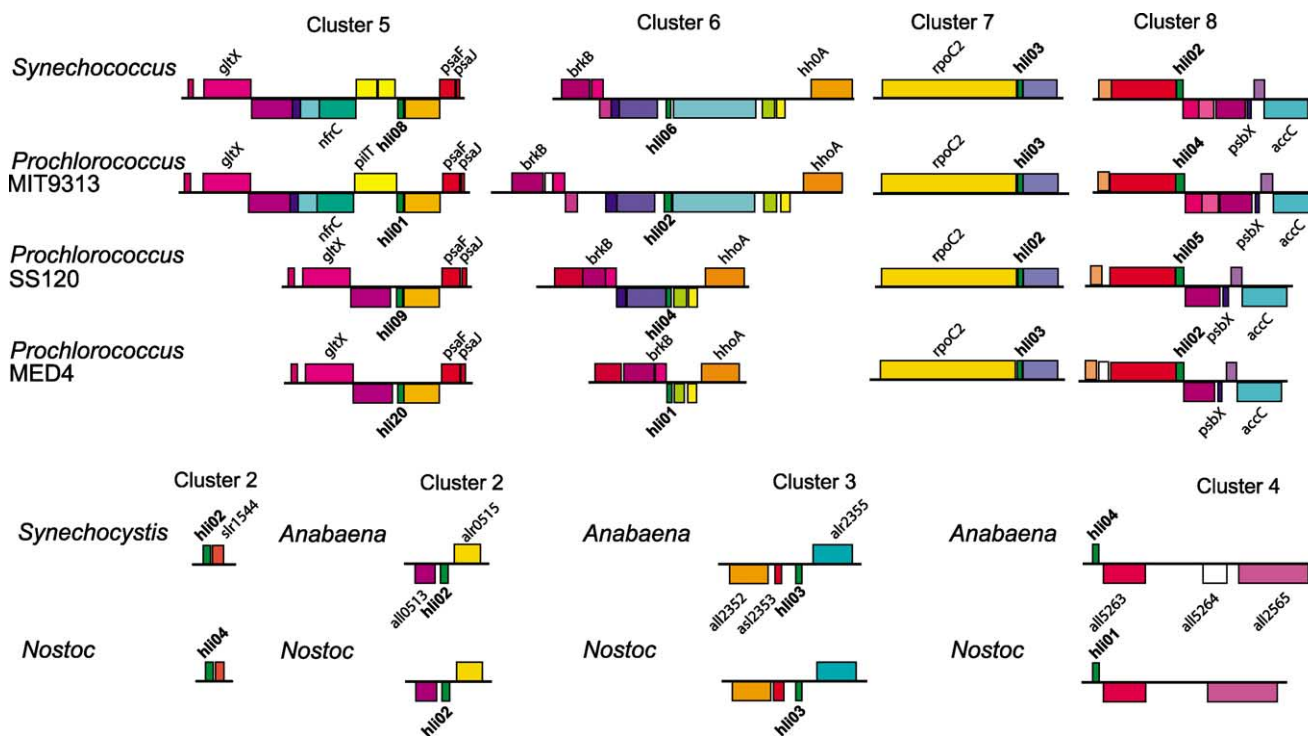 Cluster 5 Cluster 6 Cluster 7 Cluster 8
Synechococcus gltX psaF psaJ brkB hh0A rpoC2 hli03 hli02
nfrC hli08 hli06 psbX accC
Prochlorococcus
MIT9313 gltX pilT psaF psaJ brkB hhoA rpoC2 hli03 hli04
nfrC hli01 hli02 psbX accC
Prochlorococcus
SS120 gltX psaF psaJ brkB hhoA rpoC2 hli02 hli05
hli09 hli04 psbX accC
Prochlorococcus
MED4 gltX psaF psaJ brkB hhoA rpoC2 hli03 hli02
hli20 hli01 psbX accC
Cluster 2 Cluster 2 Cluster 3 Cluster 4
Synechocystis hli02 slr1544 Anabaena alr0515 Anabaena alr2355 Anabaena hli04
all0513 hli02 all2352 asl2353 hli03 all5263 all5264 all2565
Nostoc hli04 Nostoc Nostoc Nostoc hli01
hli02 hli03